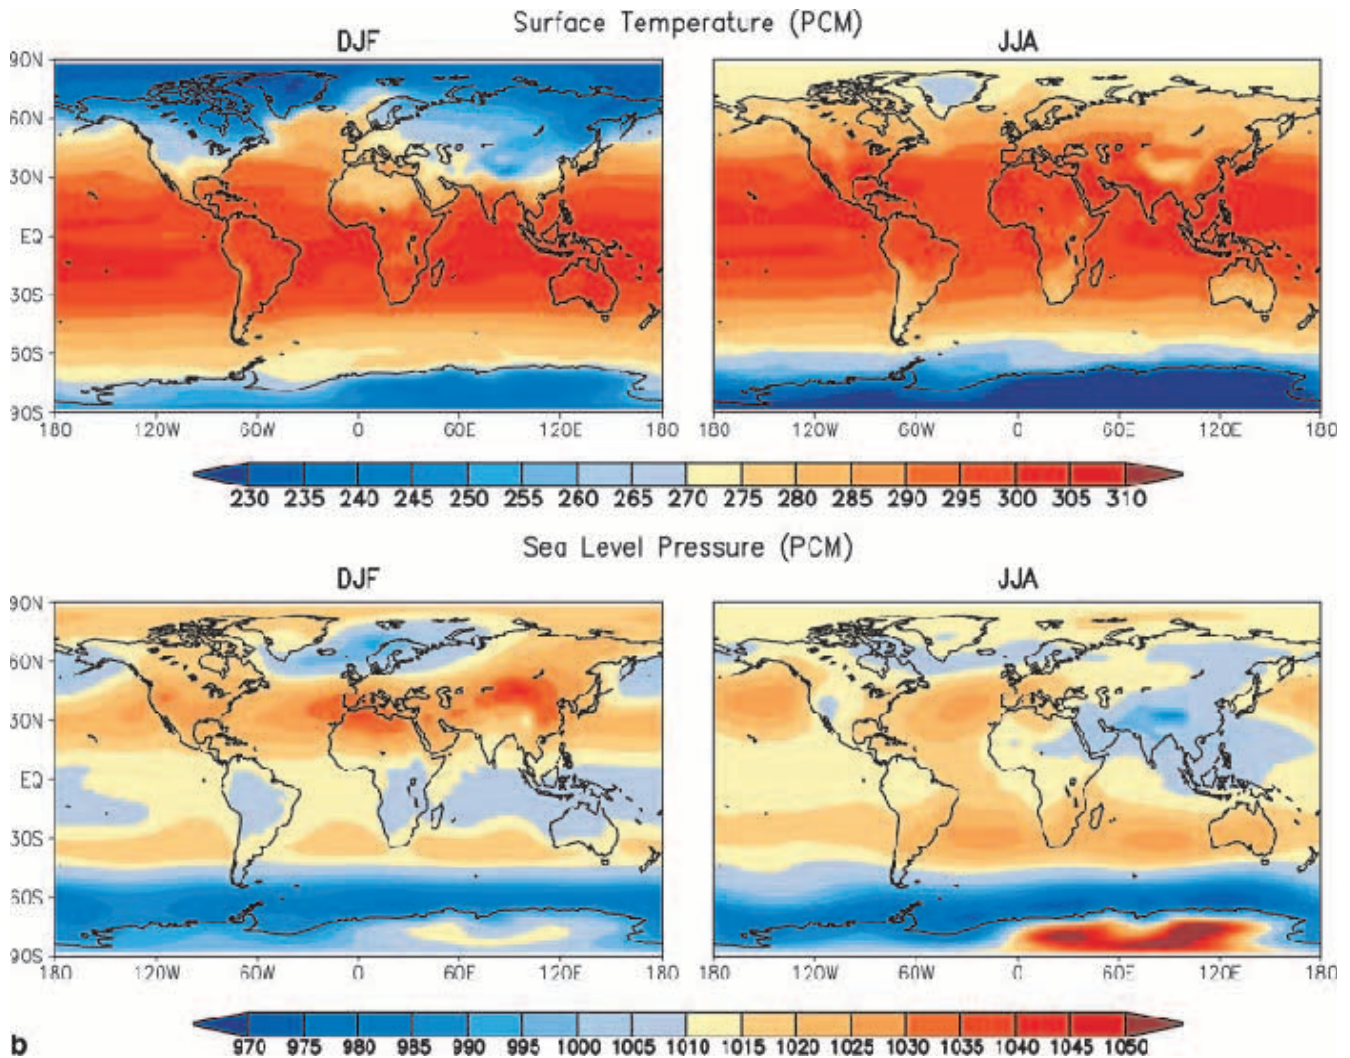 Surface Temperature (PCM)
DJF JJA
90N
60N
30N
EQ
30S
60S
90S
180 120W 60W 0 60E 120E 180 180 120W 60W 0 60E 120E 180
230 235 240 245 250 255 260 265 270 275 280 285 290 295 300 305 310
Sea Level Pressure (PCM)
DJF JJA
90N
60N
30N
EQ
30S
60S
90S
180 120W 60W 0 60E 120E 180 180 120W 60W 0 60E 120E 180
b 970 975 980 985 990 995 1000 1005 1010 1015 1020 1025 1030 1035 1040 1045 1050